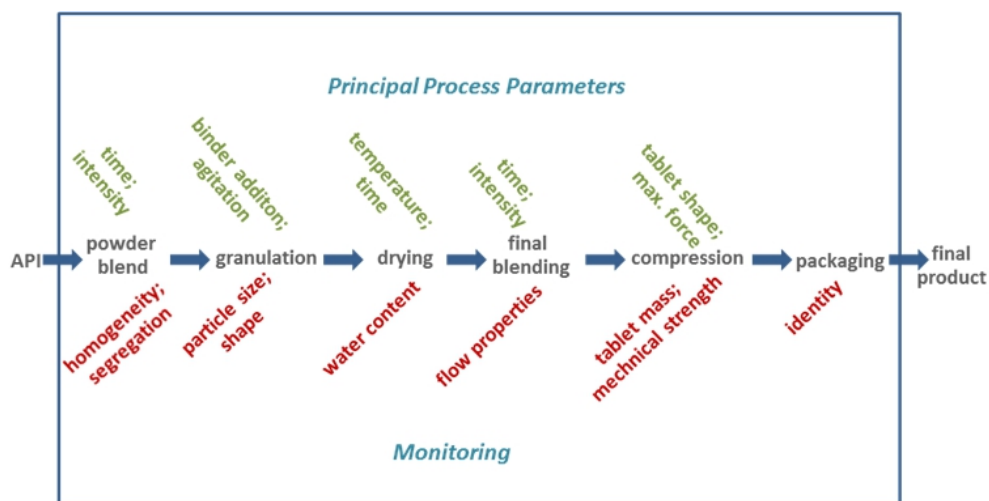 Principal Process Parameters
time;
intensity
binder additon;
agitation
temperature;
time
time;
intensity
tablet shape;
max. force
API
powder
blend
granulation
drying
final
blending
compression
packaging
final
product
homogeneity;
segregation
particle size;
shape
water content
flow properties
tablet mass;
mechnical strength
identity
Monitoring